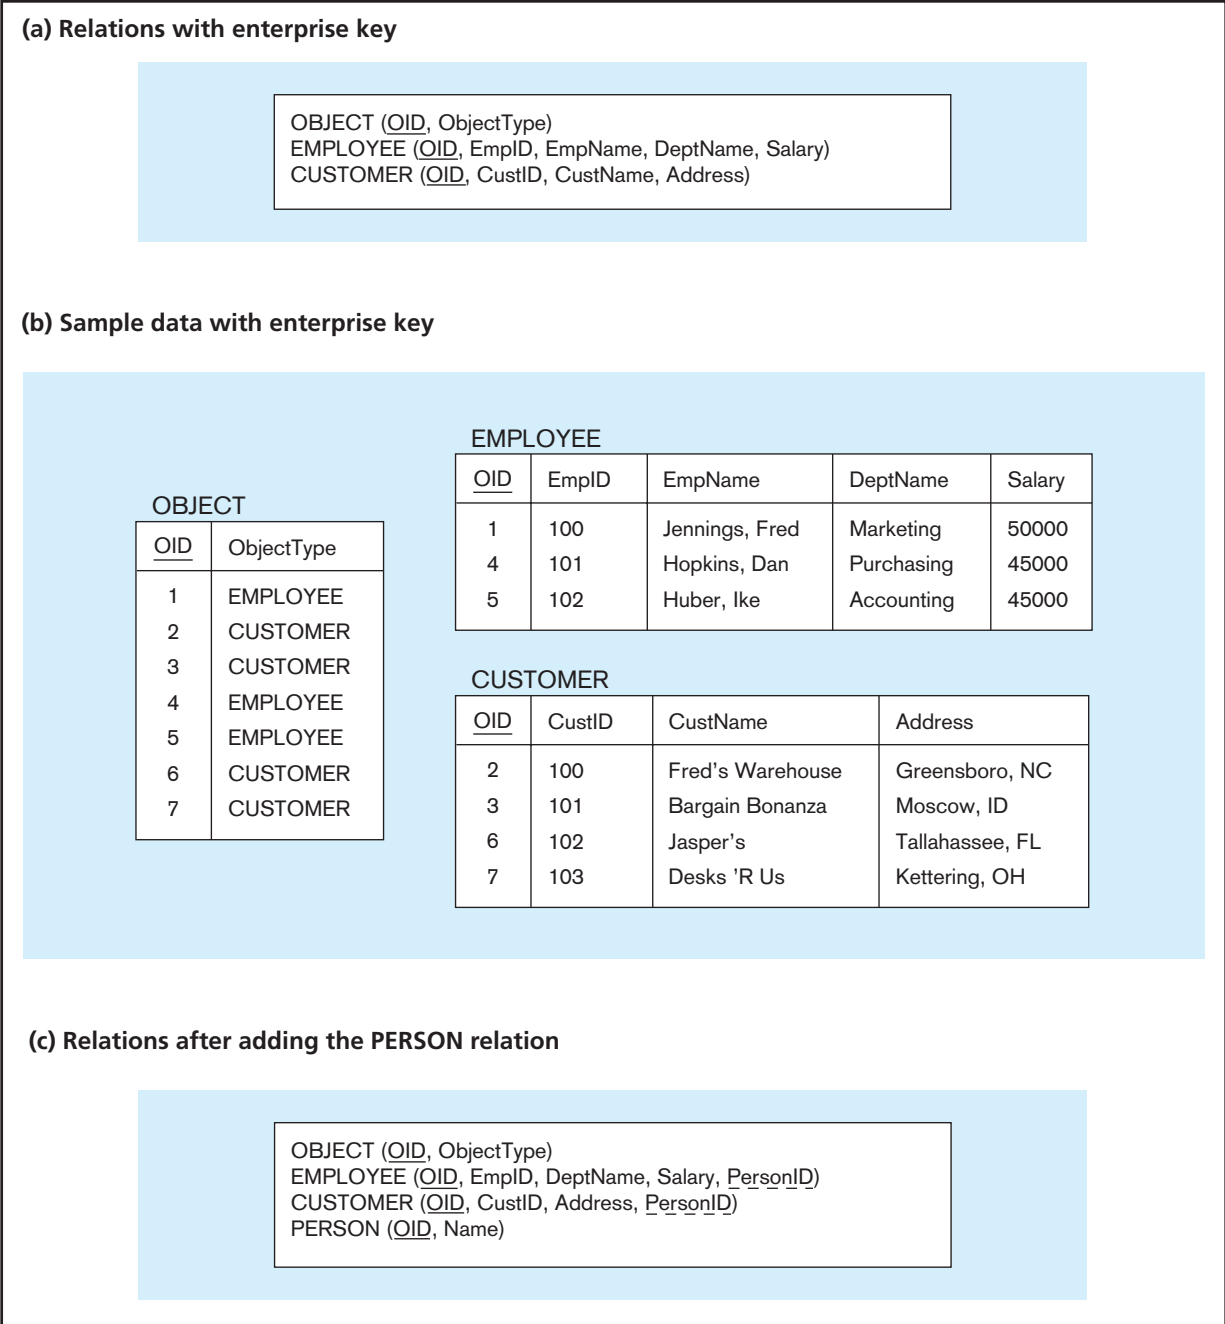 (a) Relations with enterprise key
OBJECT (OID, ObjectType)
EMPLOYEE (OID, EmpID, EmpName, DeptName, Salary)
CUSTOMER (OID, CustID, CustName, Address)
(b) Sample data with enterprise key
OBJECT
OID ObjectType
1 EMPLOYEE
2 CUSTOMER
3 CUSTOMER
4 EMPLOYEE
5 EMPLOYEE
6 CUSTOMER
7 CUSTOMER
EMPLOYEE
OID EmpID EmpName DeptName Salary
1 100 Jennings, Fred Marketing 50000
4 101 Hopkins, Dan Purchasing 45000
5 102 Huber, Ike Accounting 45000
CUSTOMER
OID CustID CustName Address
2 100 Fred’s Warehouse Greensboro, NC
3 101 Bargain Bonanza Moscow, ID
6 102 Jasper’s Tallahassee, FL
7 103 Desks ’R Us Kettering, OH
(c) Relations after adding the PERSON relation
OBJECT (OID, ObjectType)
EMPLOYEE (OID, EmpID, DeptName, Salary, PersonID)
CUSTOMER (OID, CustID, Address, PersonID)
PERSON (OID, Name)